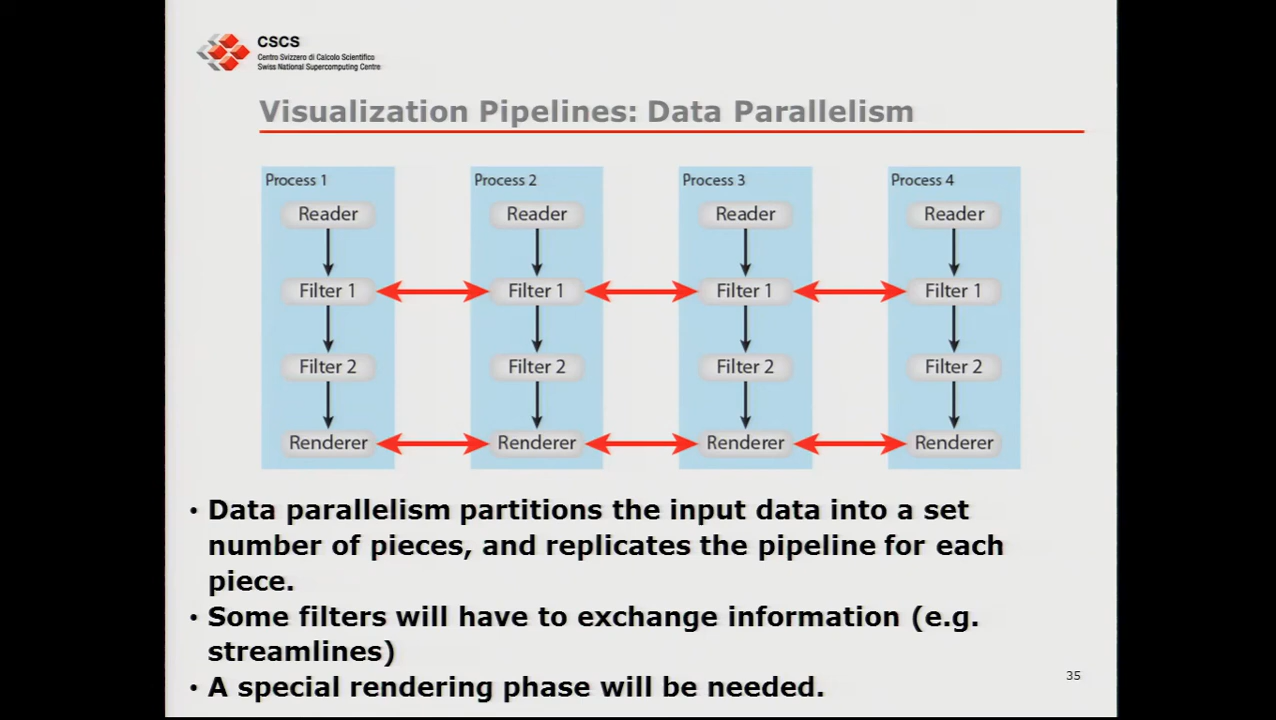 CSCS
Centro Svizzero di Calcolo Scientifico
Swiss National Supercomputing Centre
Visualization Pipelines: Data Parallelism
Process 1
Process 2
Process 3
Process 4
Reader
Reader
Reader
Reader
Filter 1
Filter 1
Filter 1
Filter 1
Filter 2
Filter 2
Filter 2
Filter 2
Renderer
Renderer
Renderer
Renderer
• Data parallelism partitions the input data into a set
number of pieces, and replicates the pipeline for each
piece.
• Some filters will have to exchange information (e.g.
streamlines)
• A special rendering phase will be needed.
35